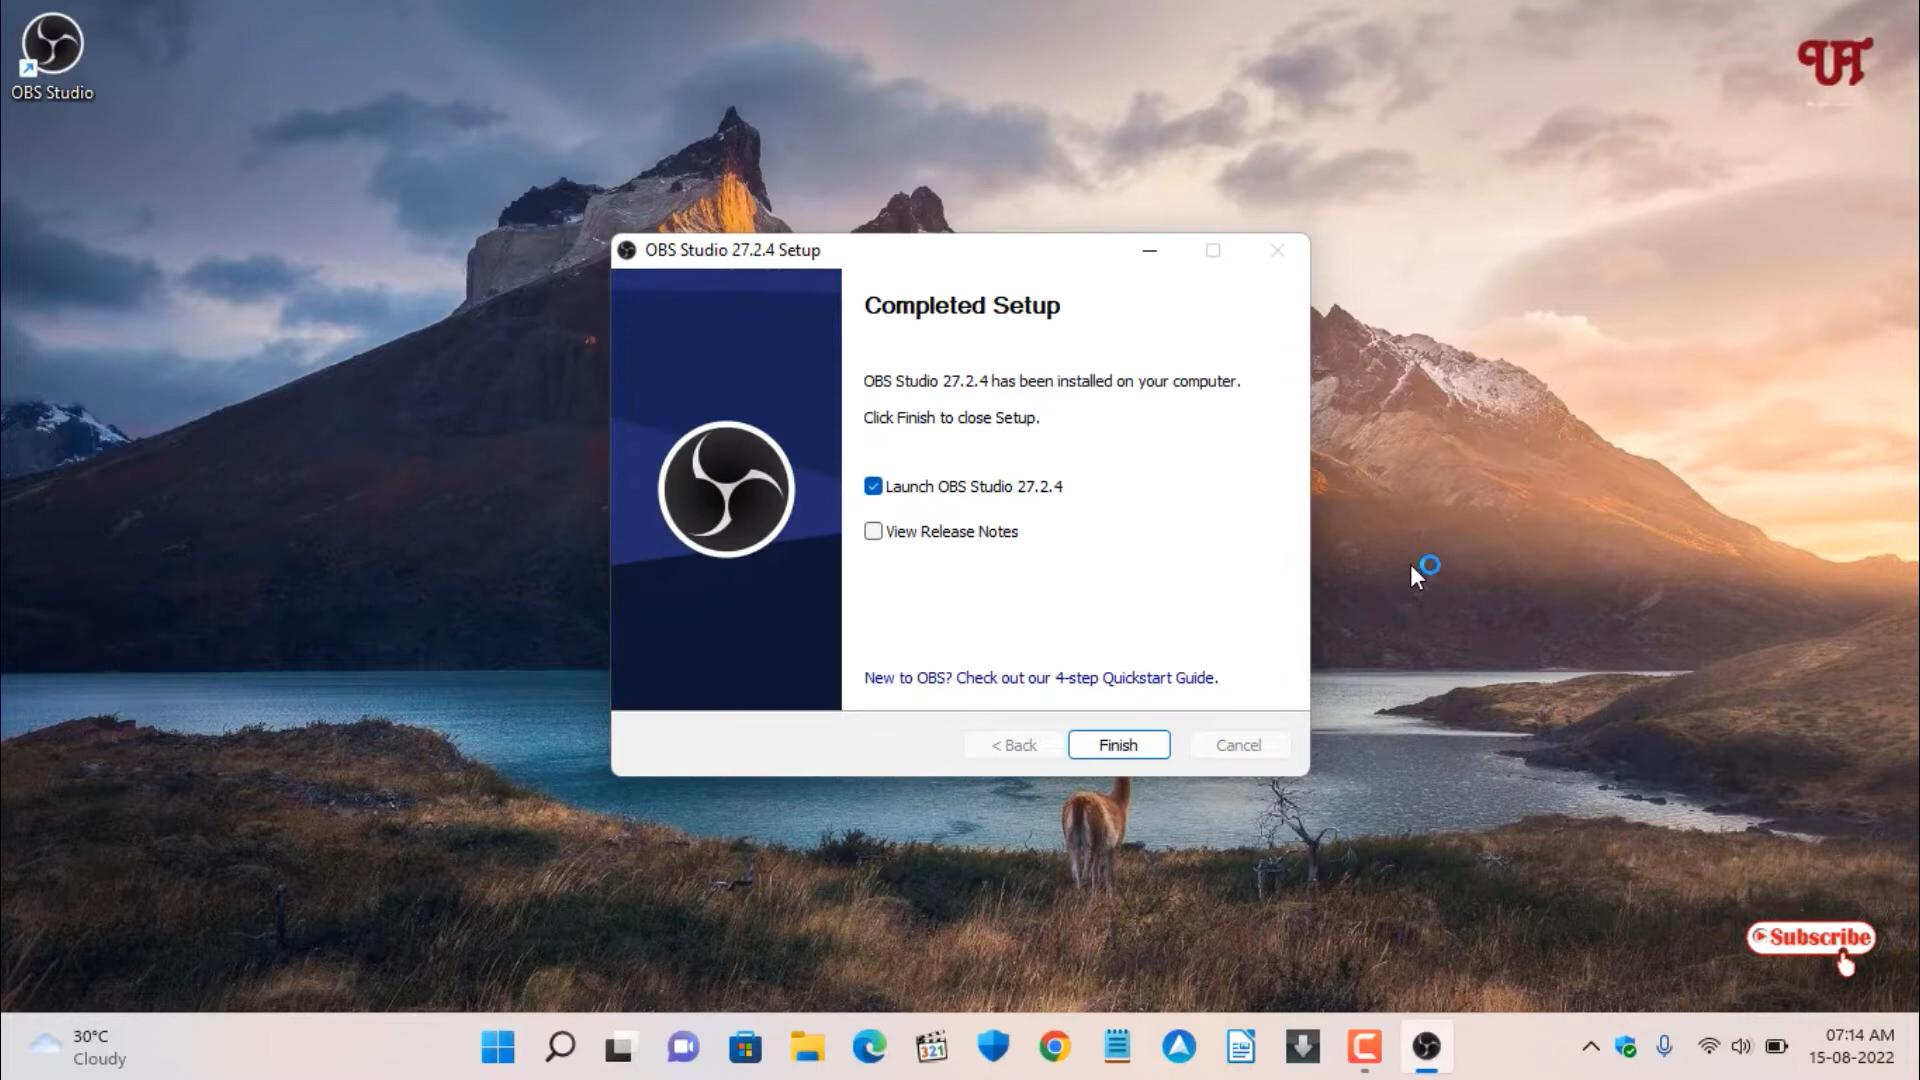 OBS Studio
UA
OBS Studio 27.2.4 Setup
Completed Setup
OBS Studio 27.2.4 has been installed on your computer.
Click Finish to close Setup.
Launch OBS Studio 27.2.4
View Release Notes
New to OBS? Check out our 4-step Quickstart Guide.
< Back
Finish
Cancel
Subscribe
30°C
Cloudy
321
07:14 AM
15-08-2022